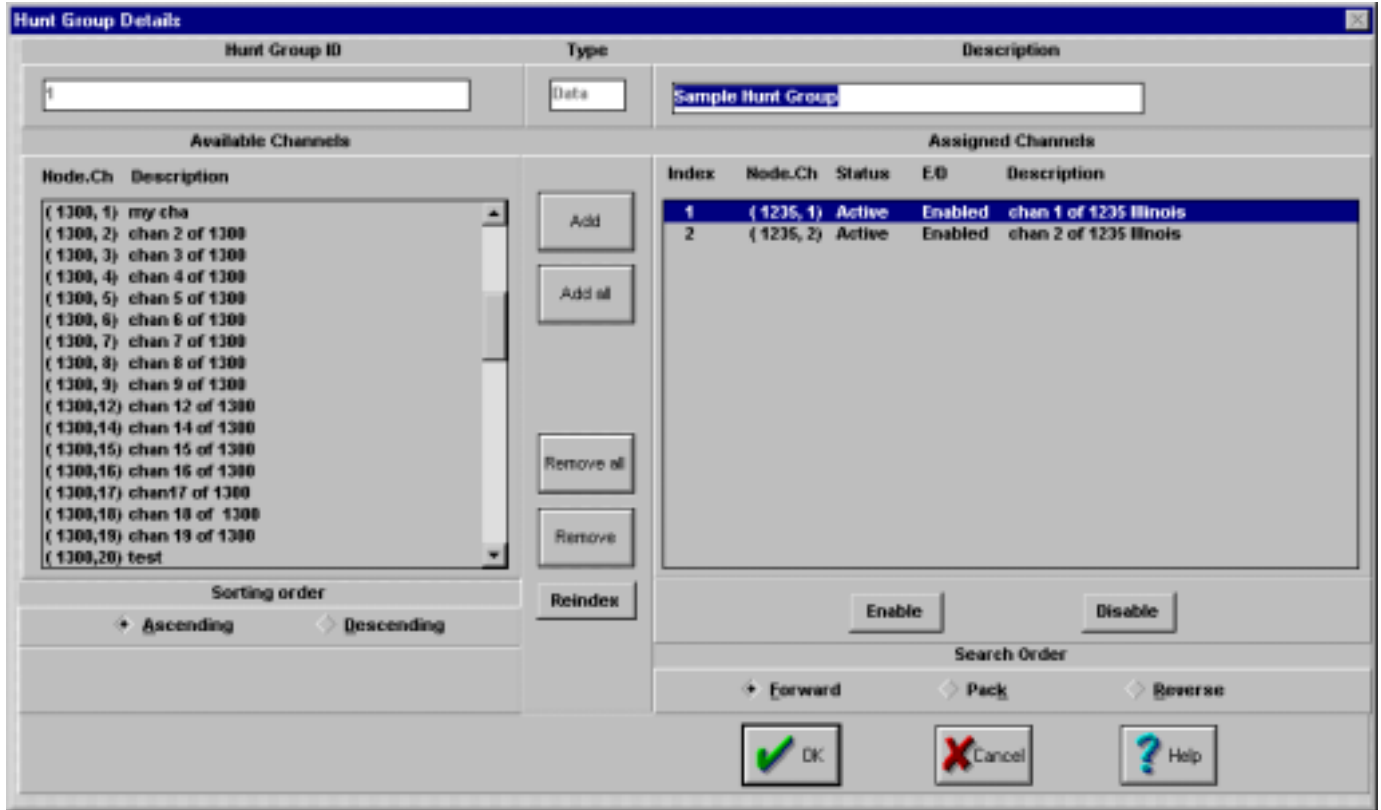 Hunt Group Details
Hunt Group ID Type Description
1 Data Sample Hunt Group
Available Channels Assigned Channels
Node.Ch Description
( 1300, 1) my cha
( 1300, 2) chan 2 of 1300
( 1300, 3) chan 3 of 1300
( 1300, 4) chan 4 of 1300
( 1300, 5) chan 5 of 1300
( 1300, 6) chan 6 of 1300
( 1300, 7) chan 7 of 1300
( 1300, 8) chan 8 of 1300
( 1300, 9) chan 9 of 1300
( 1300,12) chan 12 of 1300
( 1300,14) chan 14 of 1300
( 1300,15) chan 15 of 1300
( 1300,16) chan 16 of 1300
( 1300,17) chan17 of 1300
( 1300,18) chan 18 of 1300
( 1300,19) chan 19 of 1300
( 1300,20) test
Sorting order
Ascending Descending
Add
Add all
Remove all
Remove
Reindex
Index Node.Ch Status E/D Description
1 ( 1235, 1) Active Enabled chan 1 of 1235 Illinois
2 ( 1235, 2) Active Enabled chan 2 of 1235 Illinois
Enable Disable
Search Order
Forward Pack Reverse
OK Cancel Help